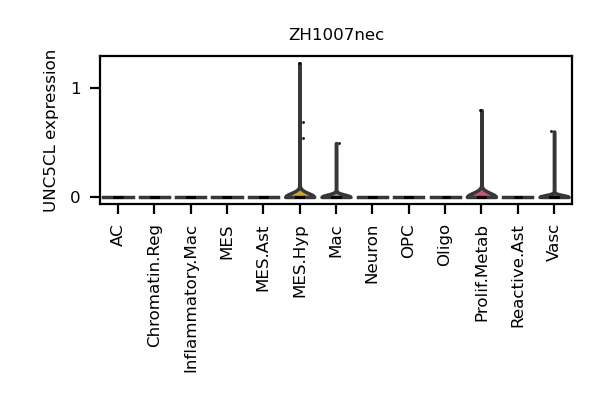 ZH1007nec
UNC5CL expression
1
0
AC
Chromatin.Reg
Inflammatory.Mac
MES
MES.Ast
MES.Hyp
Mac
Neuron
OPC
Oligo
Prolif.Metab
Reactive.Ast
Vasc